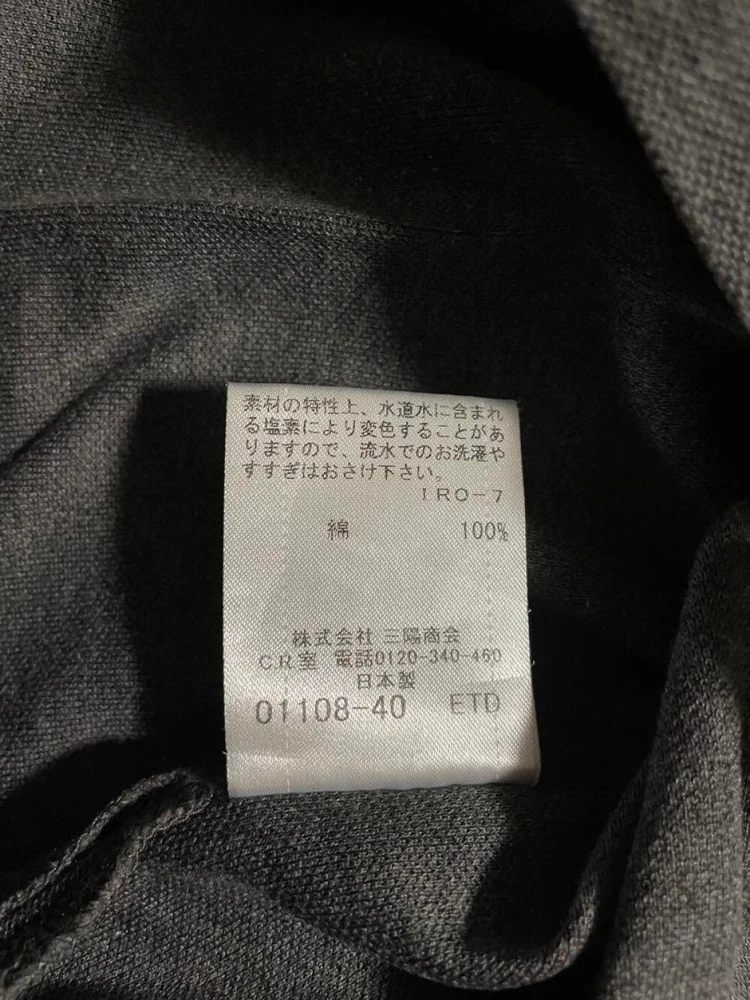 素材の特性上、水道水に含まれ
る塩素により変色することがあ
りますので、流水でのお洗濯や
すすぎはおさけ下さい。
IRO-7
綿 100%
株式会社 三陽商会
C.R.室 電話0120-340-460
日本製
01108-40 ETD